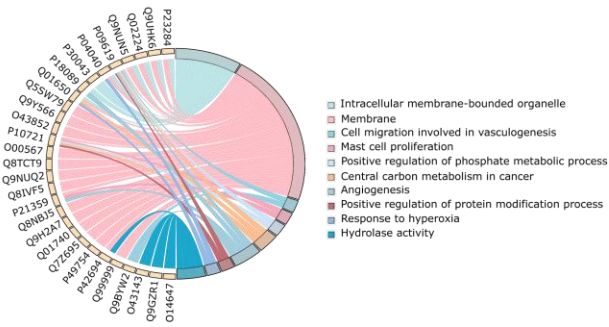 P23284
Q9UHK6
Q02224
Q9NUN5
P09619
P04040
P30043
P18089
Q01650
Q5SW79
Q9Y566
O43852
P10721
O00567
Q8TCT9
Q9NUQ2
Q8IVF5
P21359
Q8NBJ5
Q9H2A7
Q01740
Q7Z695
P49754
P42694
Q99999
Q9BYW2
O43143
Q9GZR1
O14647
Intracellular membrane-bounded organelle
Membrane
Cell migration involved in vasculogenesis
Mast cell proliferation
Positive regulation of phosphate metabolic process
Central carbon metabolism in cancer
Angiogenesis
Positive regulation of protein modification process
Response to hyperoxia
Hydrolase activity